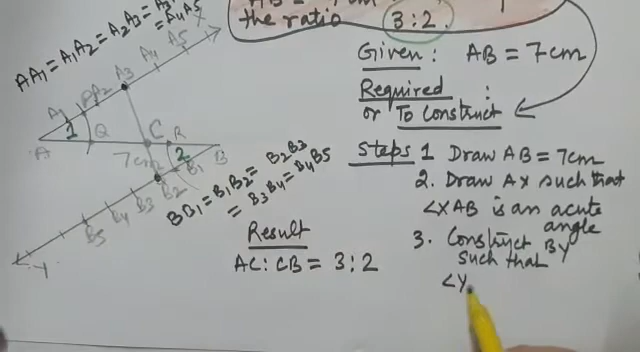 the ratio 3:2.
Given: AB = 7cm
Required :
or To Construct
Steps 1 Draw AB = 7cm
2. Draw AX such that
∠XAB is an acute
angle
3. Construct BY
such that
∠Y
AA1 = A1A2 = A2A3 = A3
= A4A5
X
A5
A4
A3
A2
P
A1
1
A
Q
C
R
2
B
7cm
B1
B2
B3
B4
B5
Y
BB1 = B1B2 = B2B3
= B3B4 = B4B5
Result
AC : CB = 3 : 2